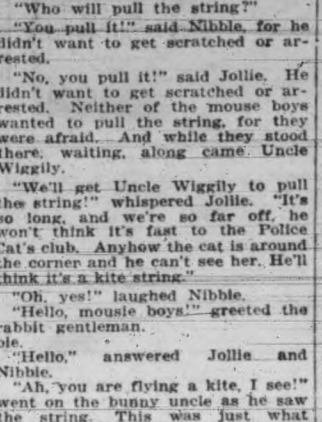 "Who will pull the string?"
"You pull it!" said Nibble, for he
didn't want to get scratched or ar-
rested.
"No, you pull it!" said Jollie. He
didn't want to get scratched or ar-
rested. Neither of the mouse boys
wanted to pull the string, for they
were afraid. And while they stood
there, waiting, along came Uncle
Wiggily.
"We'll get Uncle Wiggily to pull
the string!" whispered Jollie. "It's
so long, and we're so far off, he
won't think it's fast to the Police
Cat's club. Anyhow the cat is around
the corner and he can't see her. He'll
think it's a kite string."
"Oh, yes!" laughed Nibble.
"Hello, mousie boys!" greeted the
rabbit gentleman.
ble.
"Hello," answered Jollie and
Nibble.
"Ah, you are flying a kite, I see!"
went on the bunny uncle as he saw
the string. This was just what